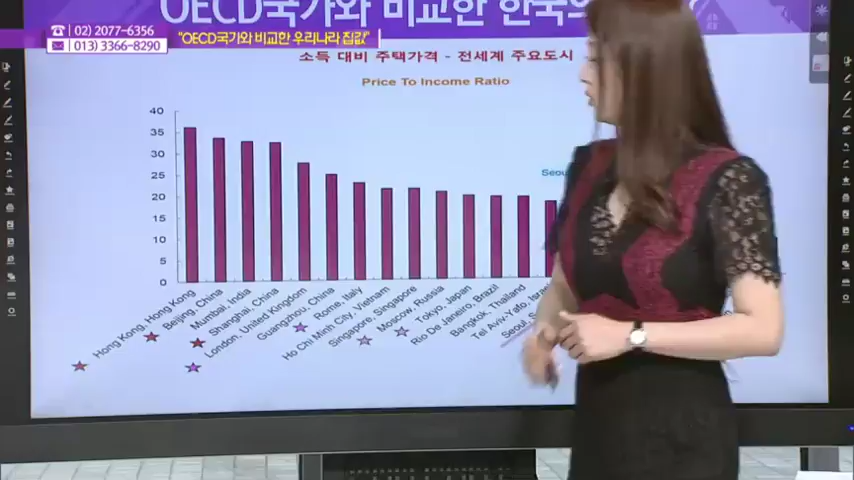 OECD국가와 비교한 한국의
☎ 02) 2077-6356
✉ 013) 3366-8290
"OECD국가와 비교한 우리나라 집값"
소득 대비 주택가격 - 전세계 주요도시
Price To Income Ratio
40
35
30
25
20
15
10
5
0
Hong Kong, Hong Kong
Beijing, China
Mumbai, India
Shanghai, China
London, United Kingdom
Guangzhou, China
Rome, Italy
Ho Chi Minh City, Vietnam
Singapore, Singapore
Moscow, Russia
Tokyo, Japan
Rio De Janeiro, Brazil
Bangkok, Thailand
Tel Aviv-Yafo, Israel
Seoul,
Seou